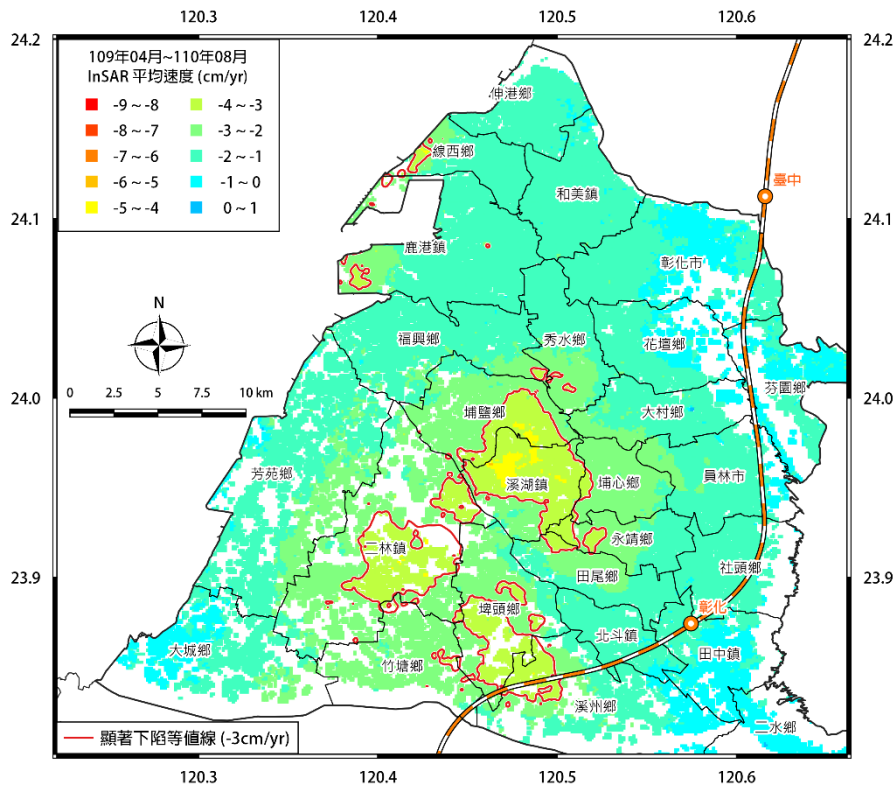 120.3 120.4 120.5 120.6
24.2 24.2
109年04月~110年08月
InSAR 平均速度 (cm/yr)
-9 ~ -8 -4 ~ -3
-8 ~ -7 -3 ~ -2
-7 ~ -6 -2 ~ -1
-6 ~ -5 -1 ~ 0
-5 ~ -4 0 ~ 1
伸港鄉
線西鄉
臺中
和美鎮
24.1 24.1
鹿港鎮
彰化市
N
福興鄉 秀水鄉 花壇鄉
0 2.5 5 7.5 10 km
芬園鄉
24.0 24.0
埔鹽鄉 大村鄉
芳苑鄉 溪湖鎮 埔心鄉 員林市
二林鎮 永靖鄉
社頭鄉
23.9 田尾鄉 23.9
埤頭鄉 彰化
北斗鎮
大城鄉 田中鎮
竹塘鄉
溪州鄉
二水鄉
顯著下陷等值線 (-3cm/yr)
120.3 120.4 120.5 120.6